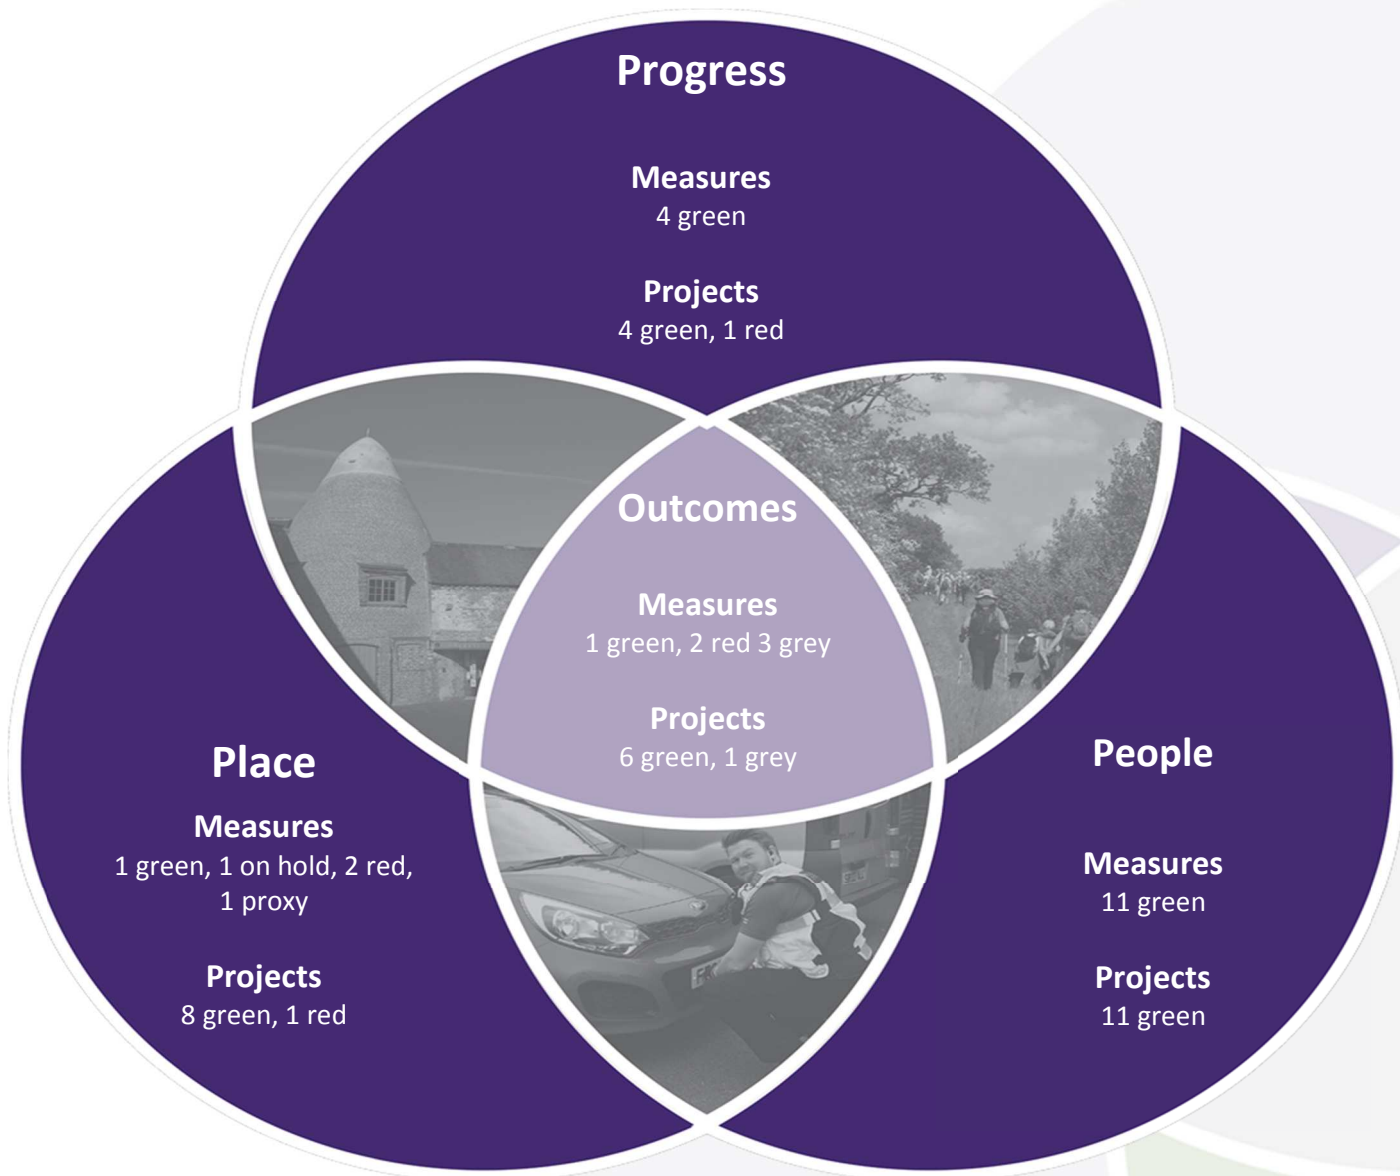 Progress
Measures
4 green
Projects
4 green, 1 red
Outcomes
Measures
1 green, 2 red 3 grey
Projects
6 green, 1 grey
Place
Measures
1 green, 1 on hold, 2 red,
1 proxy
Projects
8 green, 1 red
People
Measures
11 green
Projects
11 green